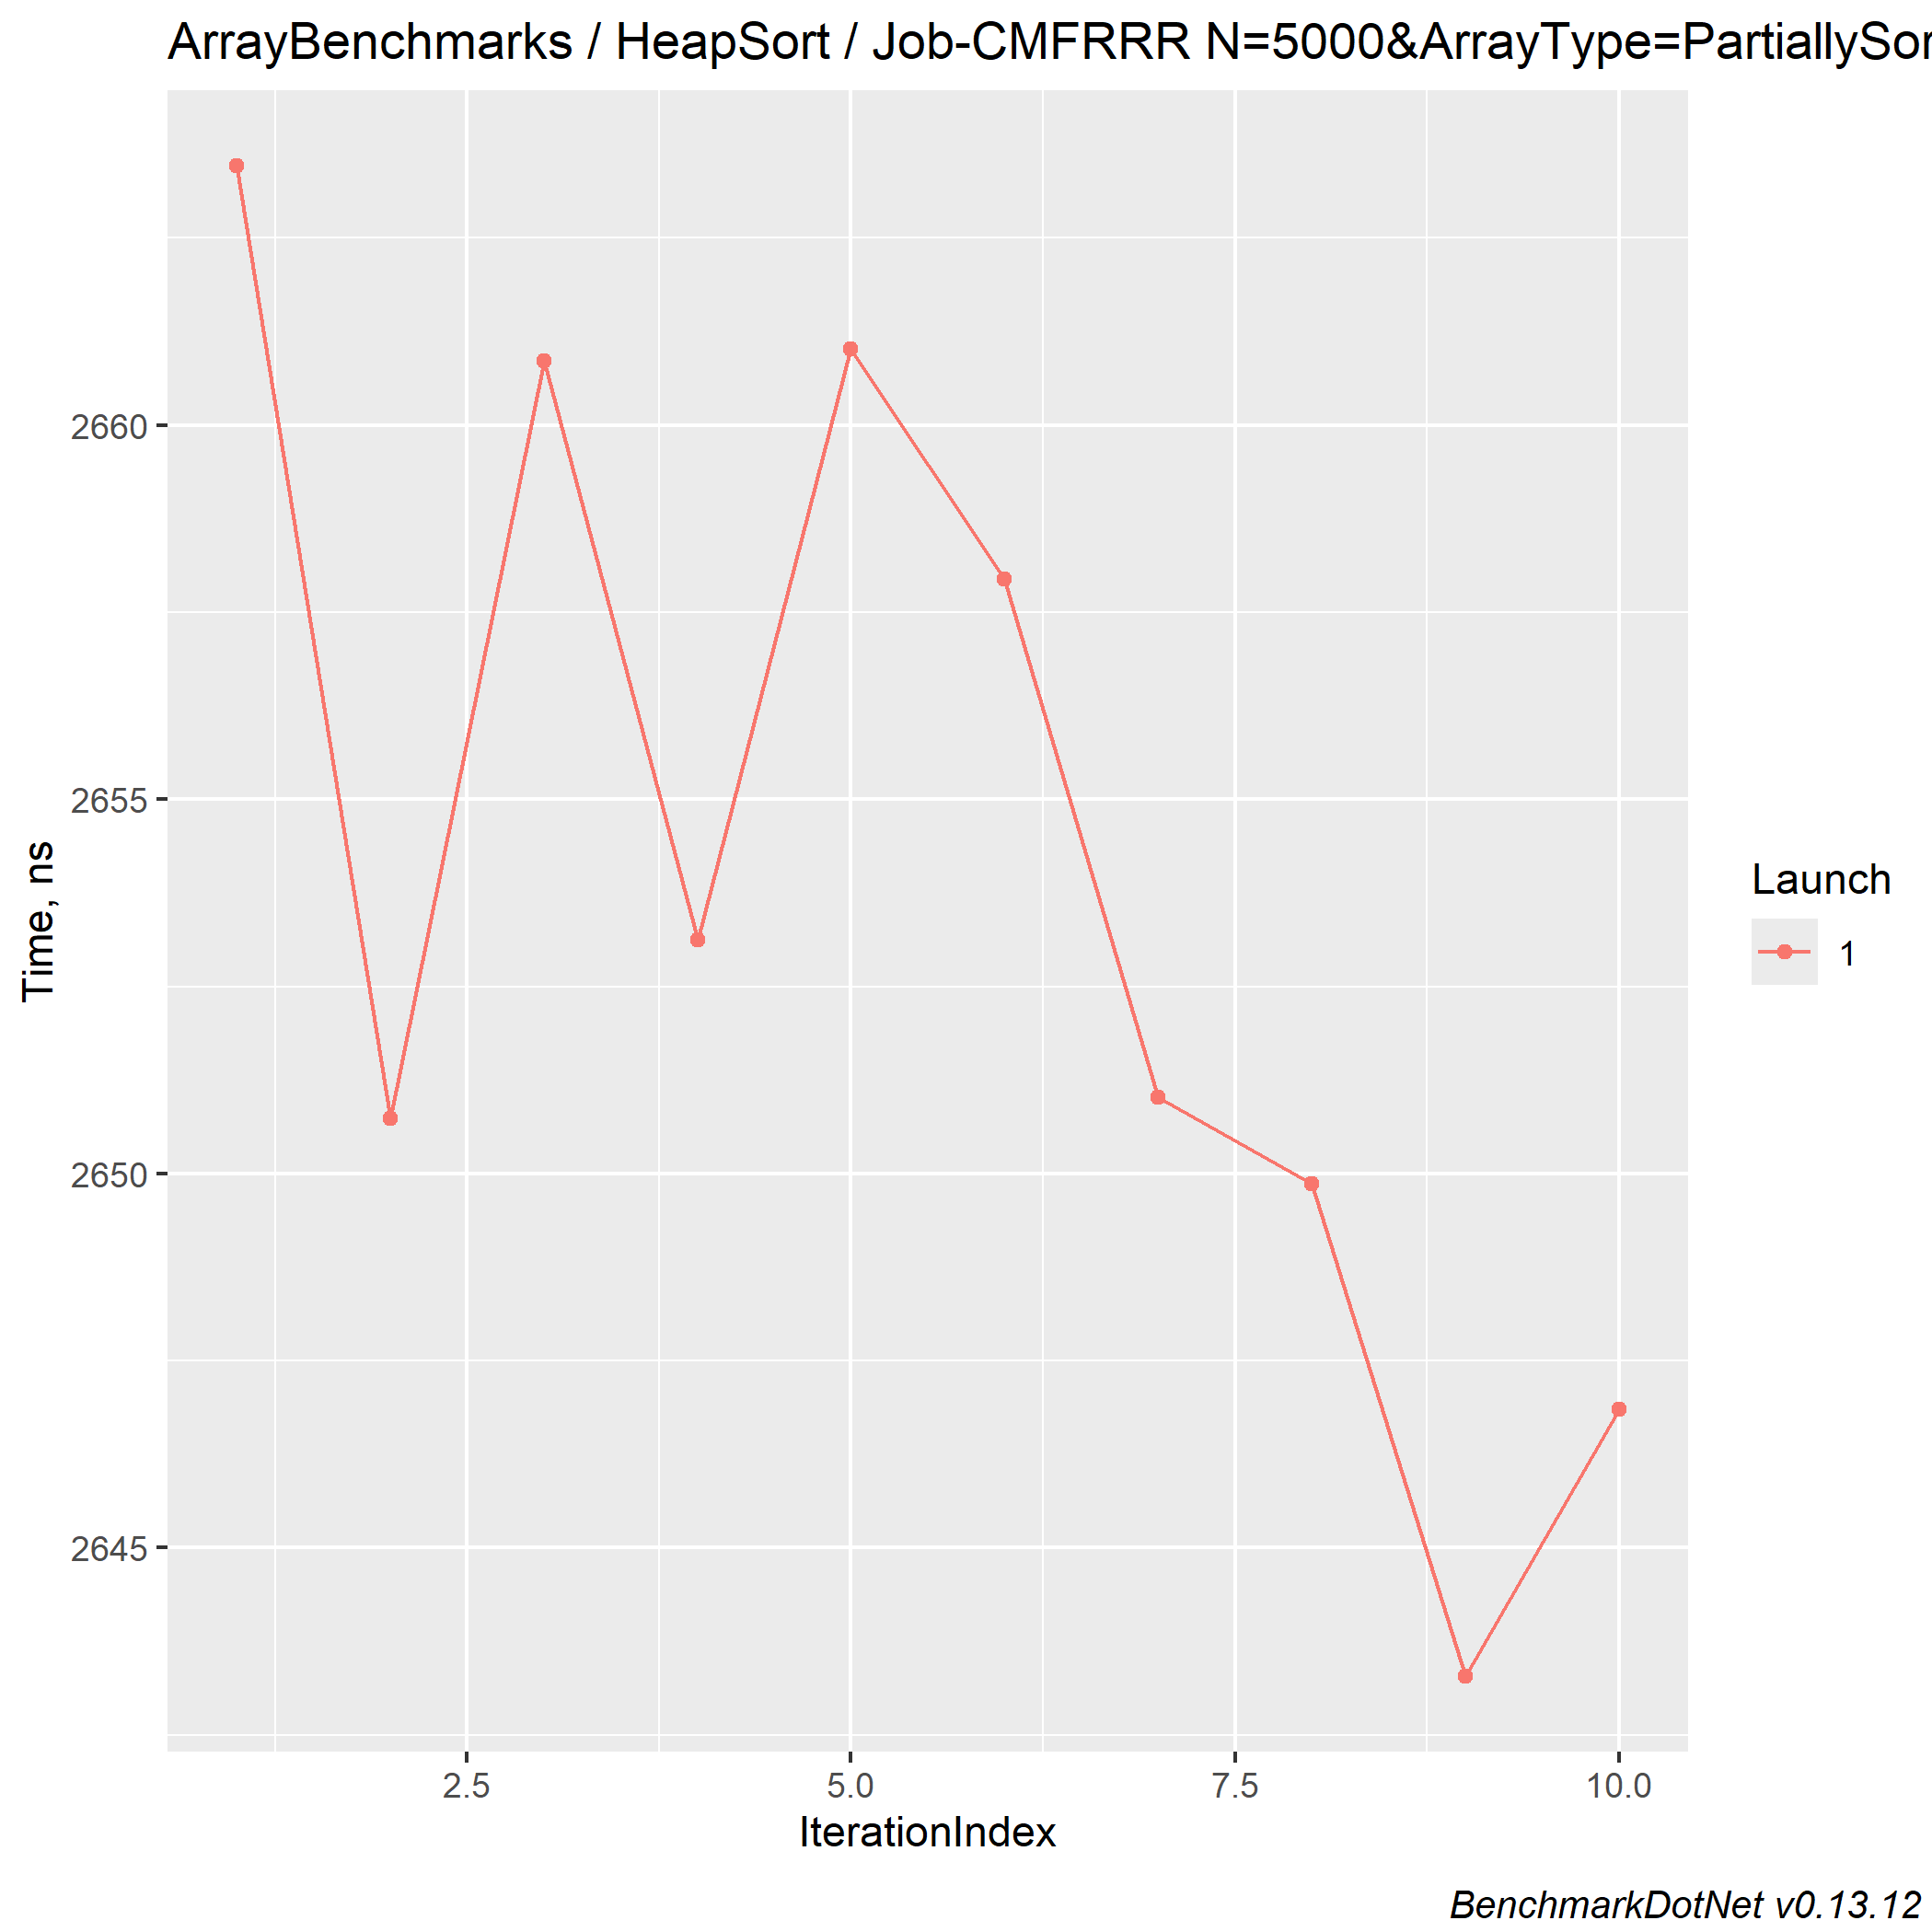 ArrayBenchmarks / HeapSort / Job-CMFRRR N=5000&ArrayType=PartiallySor
2660
2655
2650
2645
Time, ns
2.5 5.0 7.5 10.0
IterationIndex
Launch
1
BenchmarkDotNet v0.13.12